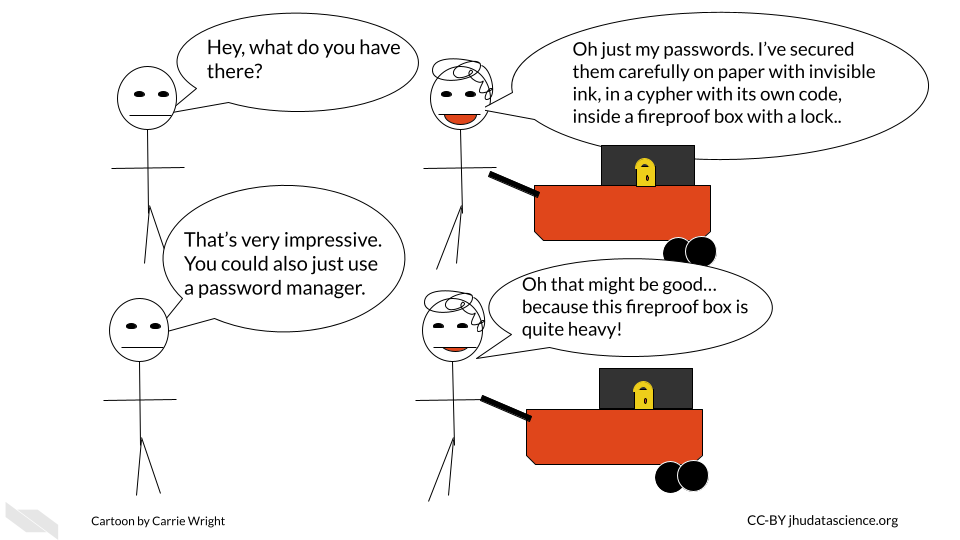 Hey, what do you have
there?
Oh just my passwords. I've secured
them carefully on paper with invisible
ink, in a cypher with its own code,
inside a fireproof box with a lock..
That's very impressive.
You could also just use
a password manager.
Oh that might be good...
because this fireproof box is
quite heavy!
Cartoon by Carrie Wright
CC-BY jhudatascience.org